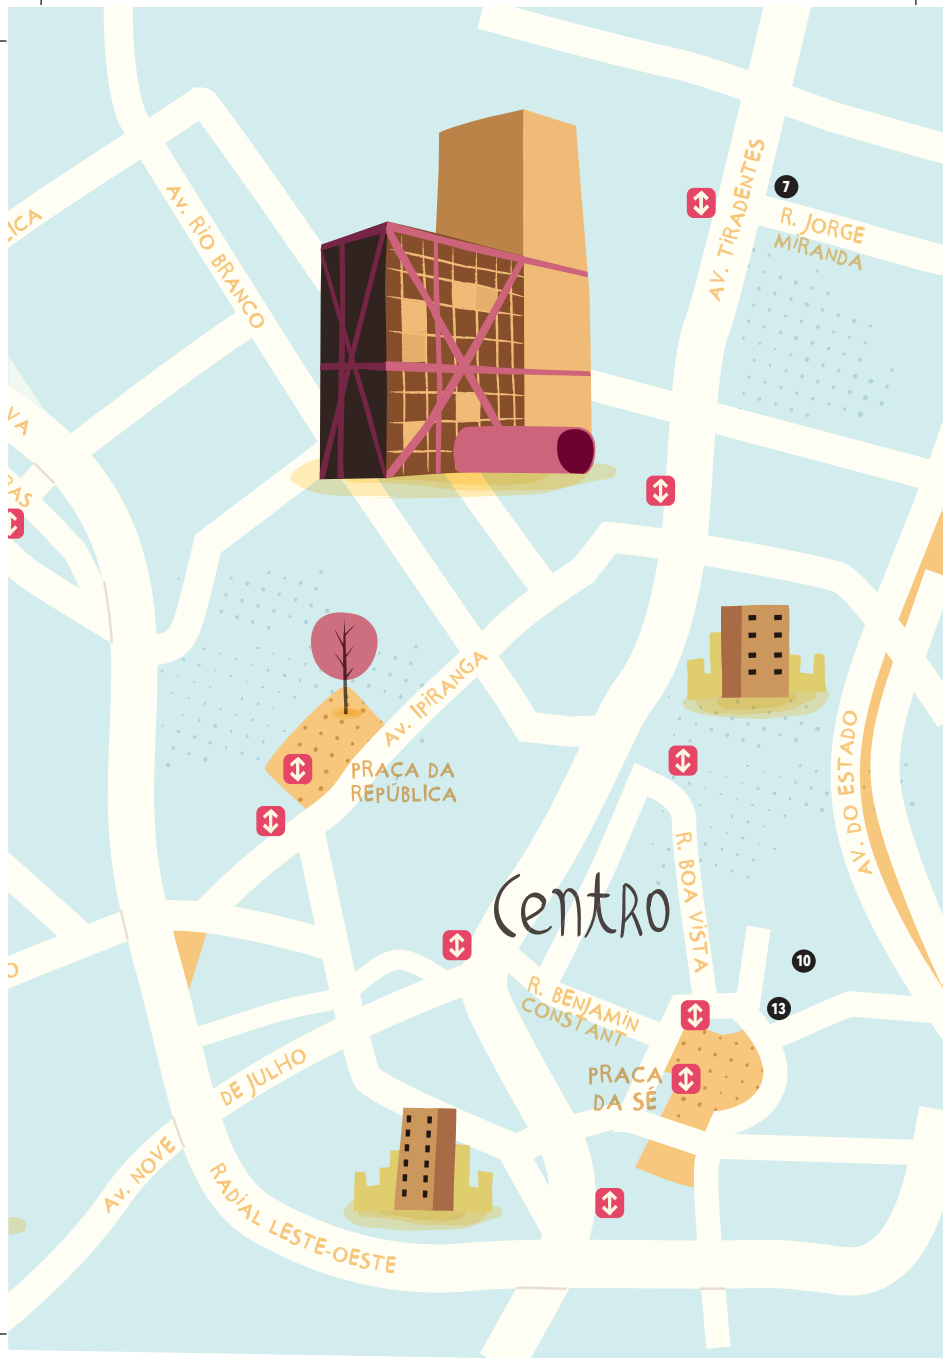 7
R. JORGE
MIRANDA
AV. TIRADENTES
AV. RIO BRANCO
AV. IPIRANGA
PRAÇA DA
REPÚBLICA
AV. DO ESTADO
R. BOA VISTA
CENTRO
10
13
R. BENJAMIN
CONSTANT
PRACA
DA SÉ
AV. NOVE
DE JULHO
RADIAL LESTE-OESTE